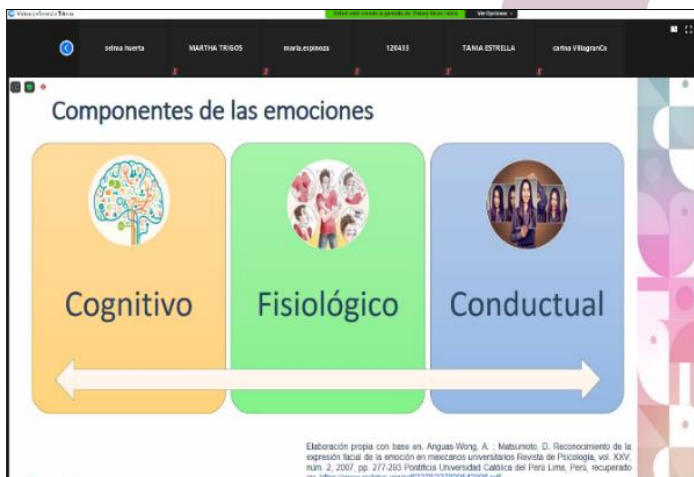 selma huerta
MARTHA TRIGOS
maria.espinoza
120433
TANIA ESTRELLA
carina VillagranCo
Componentes de las emociones
Cognitivo
Fisiológico
Conductual
Elaboración propia con base en. Anguas-Wong, A. ; Matsumoto, D. Reconocimiento de la
expresión facial de la emoción en mexicanos universitarios Revista de Psicología, vol. XXV,
núm. 2, 2007, pp. 277-293 Pontificia Universidad Católica del Perú Lima, Perú, recuperado